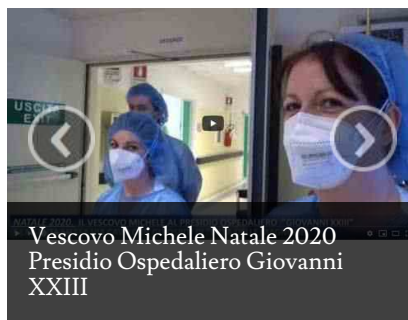 USCITA
EXIT
NATALE 2020. IL VESCOVO MICHELE AL PRESIDIO OSPEDALIERO "GIOVANNI XXIII"
Vescovo Michele Natale 2020
Presidio Ospedaliero Giovanni
XXIII